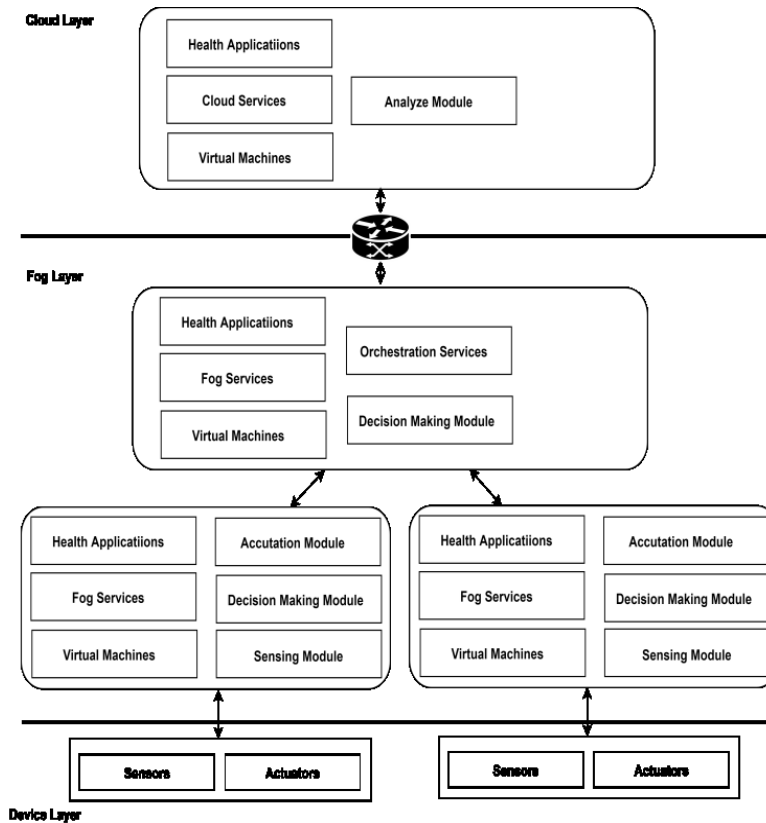 Cloud Layer
Health Applicatiions
Cloud Services
Analyze Module
Virtual Machines
Fog Layer
Health Applicatiions
Orchestration Services
Fog Services
Decision Making Module
Virtual Machines
Health Applicatiions
Accutation Module
Fog Services
Decision Making Module
Virtual Machines
Sensing Module
Health Applicatiions
Accutation Module
Fog Services
Decision Making Module
Virtual Machines
Sensing Module
Sensors
Actuators
Sensors
Actuators
Device Layer